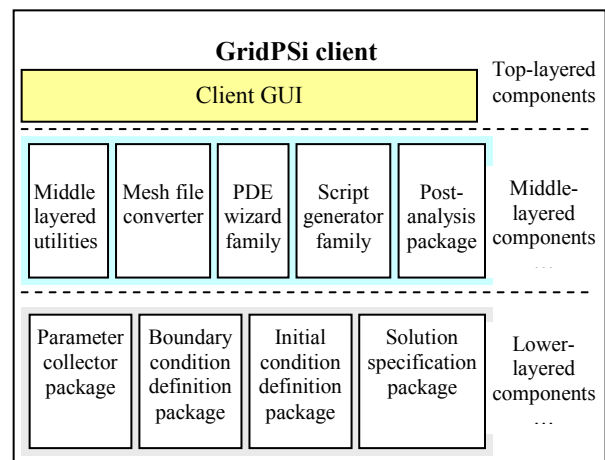 GridPSi client
Client GUI
Top-layered
components
Middle
layered
utilities
Mesh file
converter
PDE
wizard
family
Script
generator
family
Post-
analysis
package
Middle-
layered
components
…
Parameter
collector
package
Boundary
condition
definition
package
Initial
condition
definition
package
Solution
specification
package
Lower-
layered
components
…